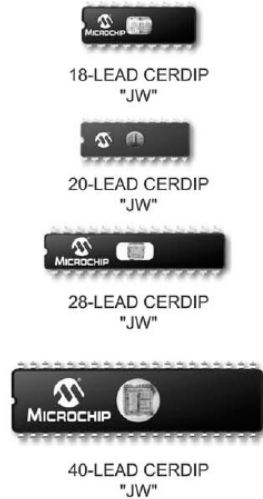 MICROCHIP
18-LEAD CERDIP
"JW"
20-LEAD CERDIP
"JW"
MICROCHIP
28-LEAD CERDIP
"JW"
MICROCHIP
40-LEAD CERDIP
"JW"